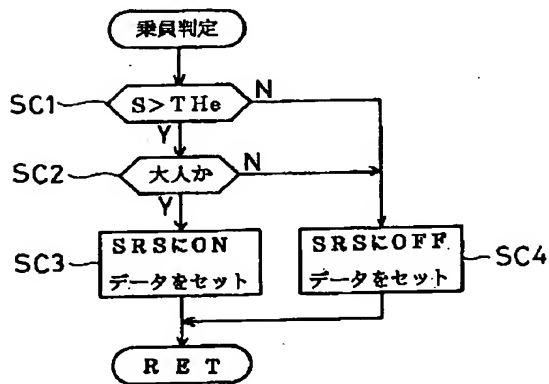 乗員判定
SC1
S>THe
N
Y
SC2
大人か
N
Y
SC3
SRSにON
データをセット
SRSにOFF
データをセット
SC4
RET